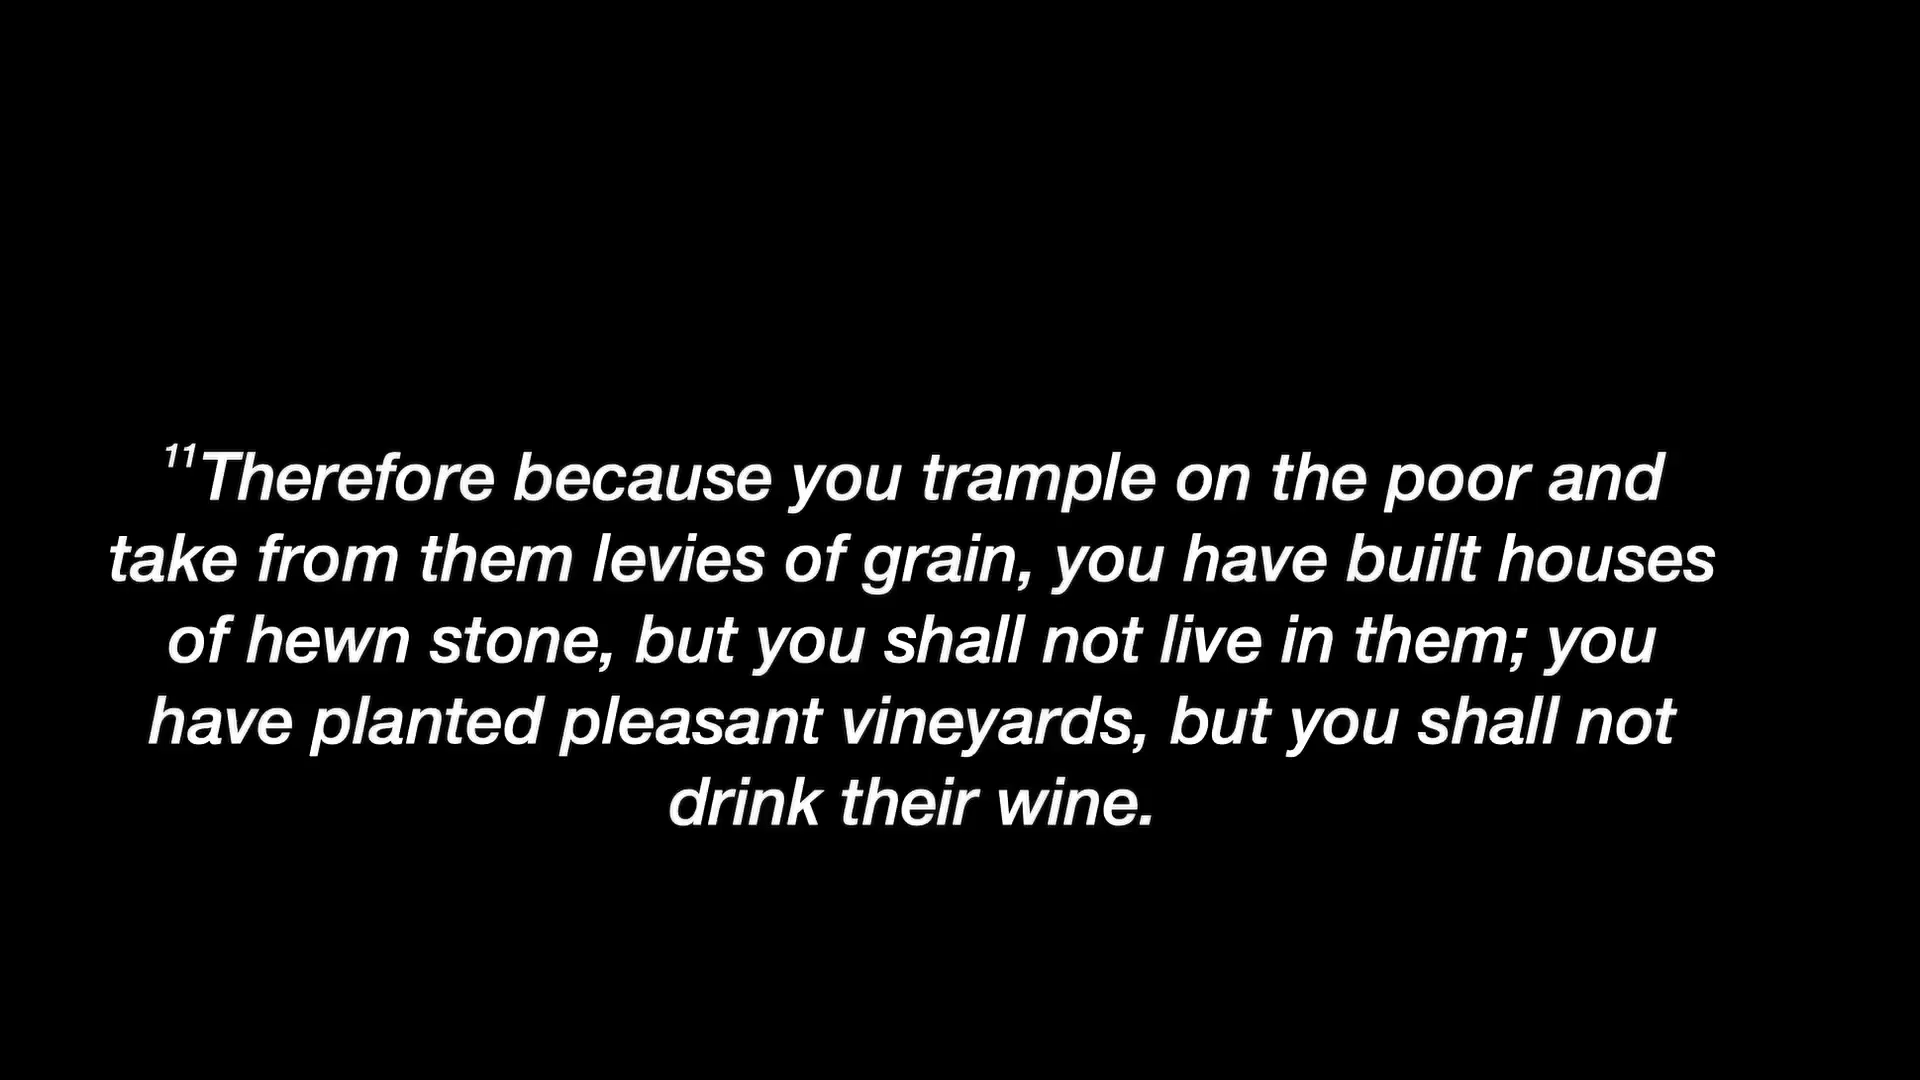 ¹¹Therefore because you trample on the poor and
take from them levies of grain, you have built houses
of hewn stone, but you shall not live in them; you
have planted pleasant vineyards, but you shall not
drink their wine.